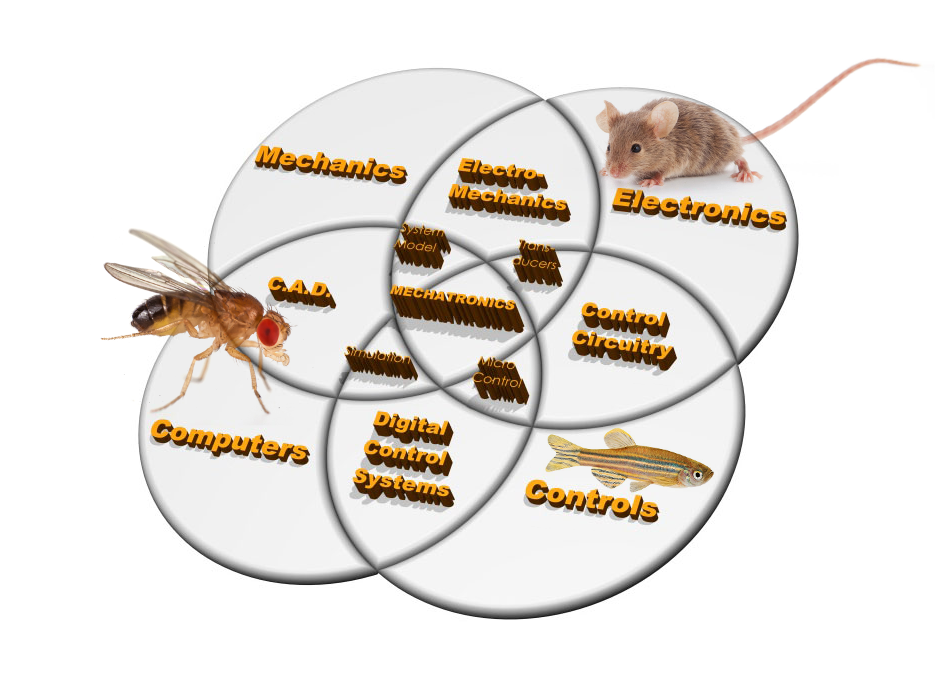 Mechanics
Electro-
Mechanics
Electronics
System
Model
Trans-
ducers
C.A.D.
MECHATRONICS
Control
Circuitry
Simulation
Micro
Control
Computers
Digital
Control
Systems
Controls